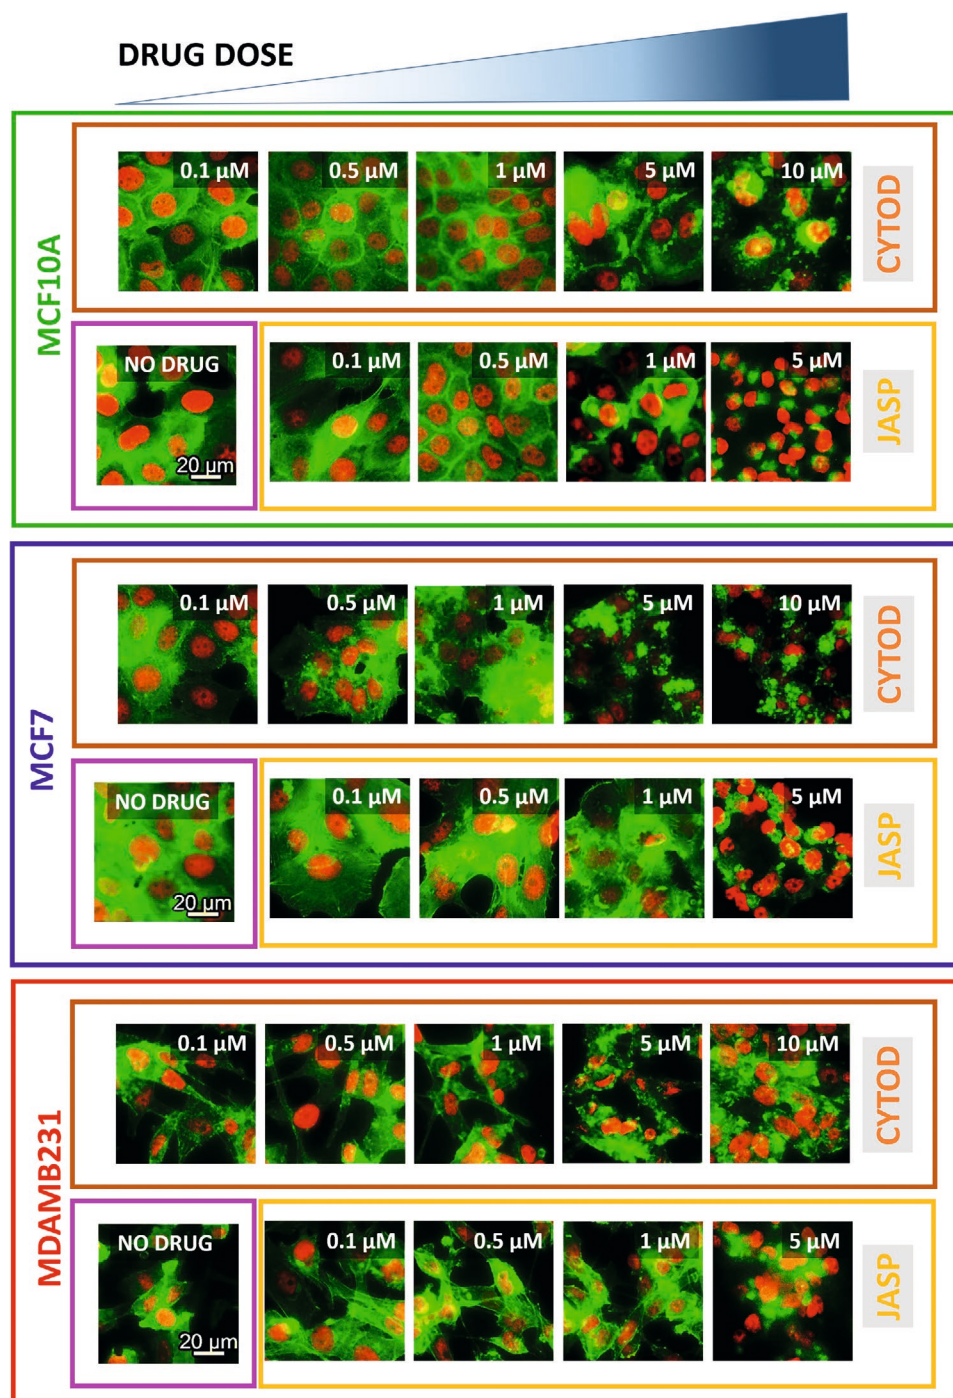 DRUG DOSE
MCF10A
0.1 µM
0.5 µM
1 µM
5 µM
10 µM
CYTOD
NO DRUG
20 µm
0.1 µM
0.5 µM
1 µM
5 µM
JASP
MCF7
0.1 µM
0.5 µM
1 µM
5 µM
10 µM
CYTOD
NO DRUG
20 µm
0.1 µM
0.5 µM
1 µM
5 µM
JASP
MDAMB231
0.1 µM
0.5 µM
1 µM
5 µM
10 µM
CYTOD
NO DRUG
20 µm
0.1 µM
0.5 µM
1 µM
5 µM
JASP